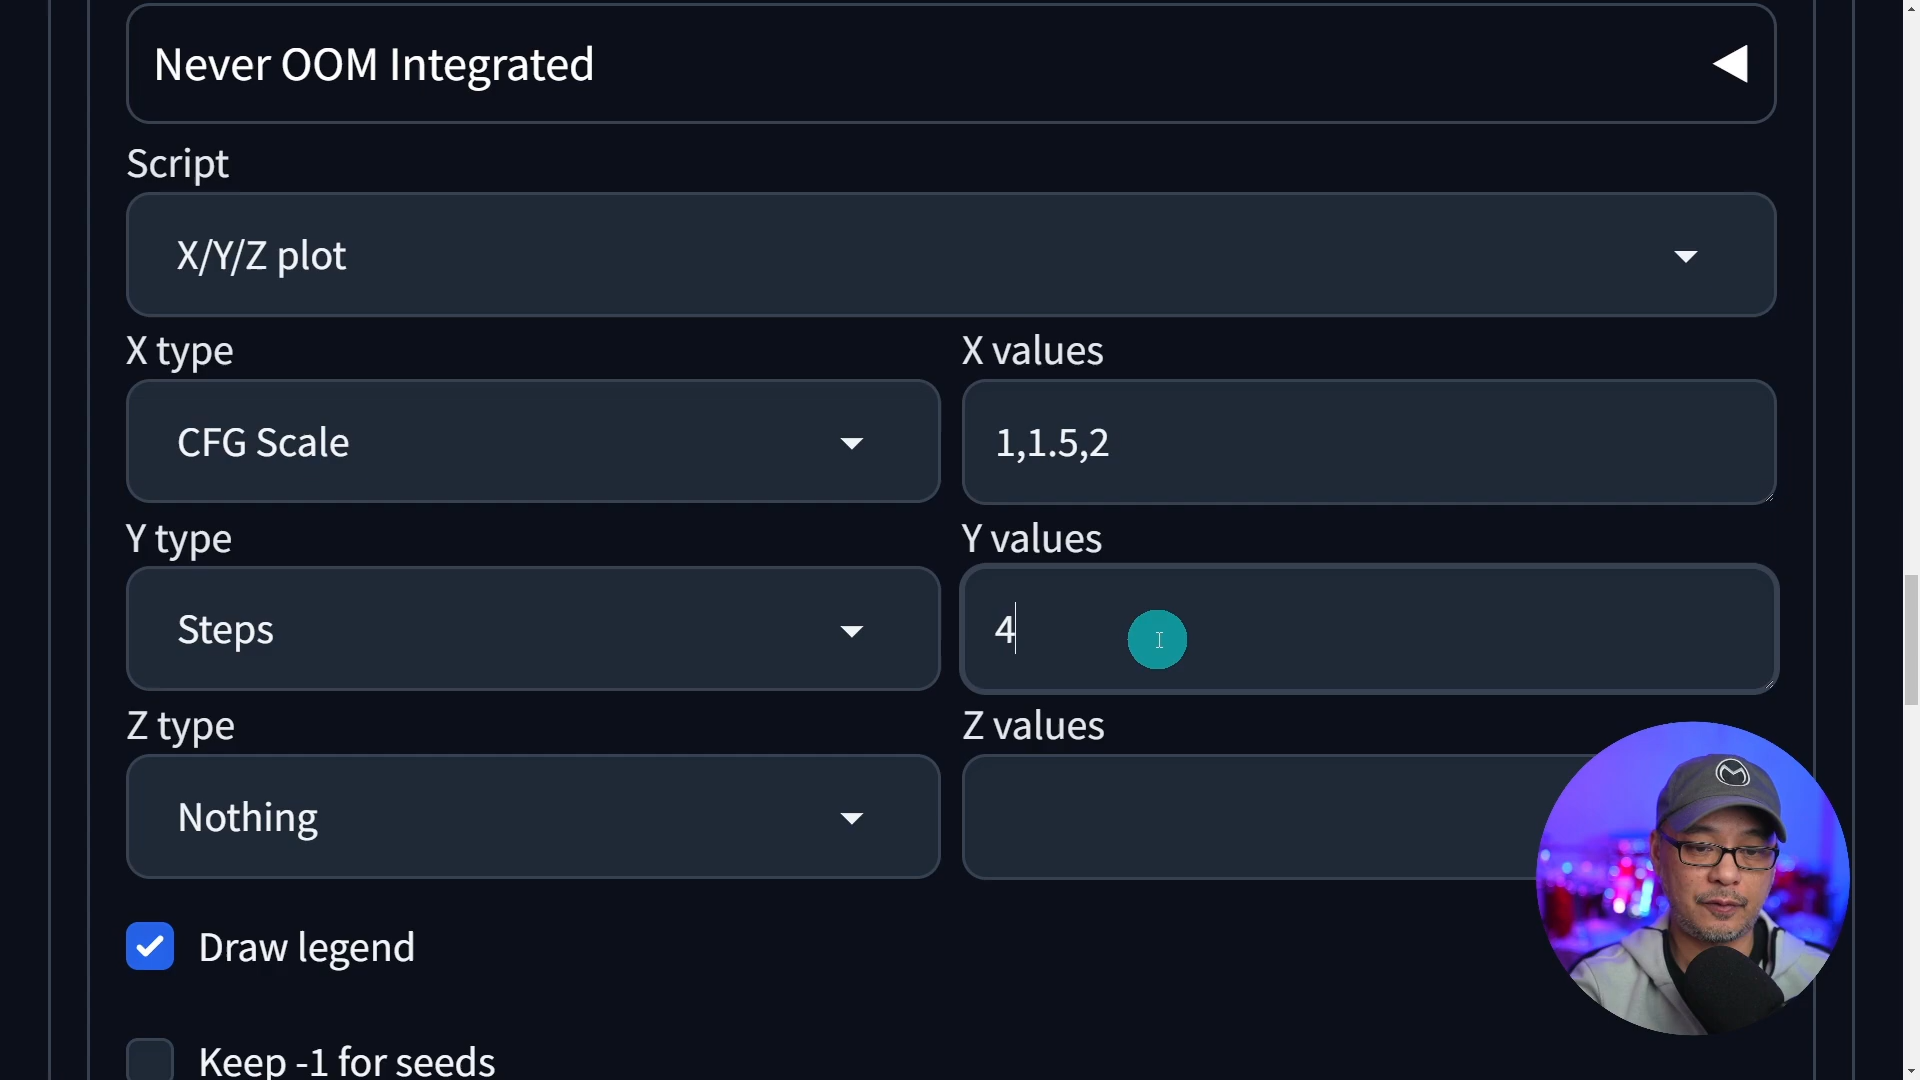 Never OOM Integrated
Script
X/Y/Z plot
X type
X values
CFG Scale
1,1.5,2
Y type
Y values
Steps
4
Z type
Z values
Nothing
Draw legend
Keep -1 for seeds